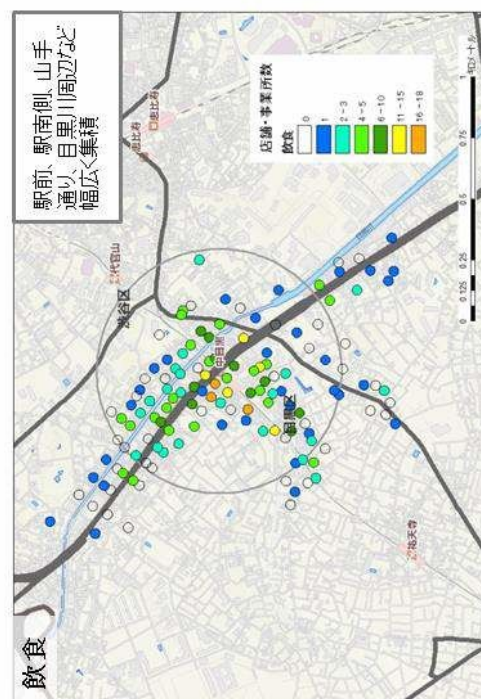 飲食
駅前、駅南側、山手
通り、目黒川周辺など
幅広く集積
恵比寿
恵比寿
代官山
渋谷区
中目黒
目黒区
祐天寺
店舗・事業所数
飲食
0
1
2 - 3
4 - 5
6 - 10
11 - 15
16 - 18
0 0.125 0.25 0.5 0.75 1
キロメートル